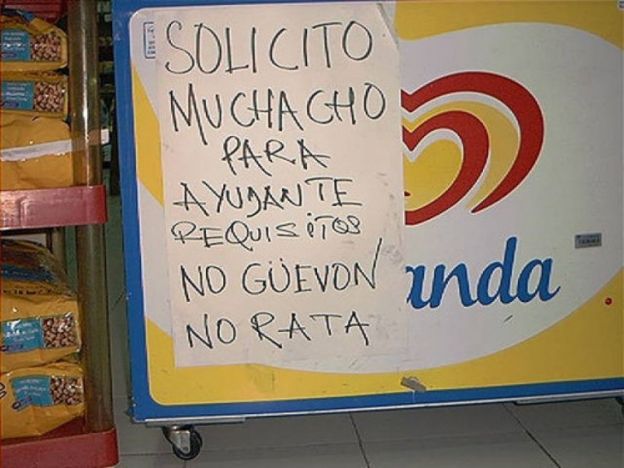 SOLICITO
MUCHACHO
PARA
AYUDANTE
REQUISITOS
NO GÜEVON
NO RATA
anda